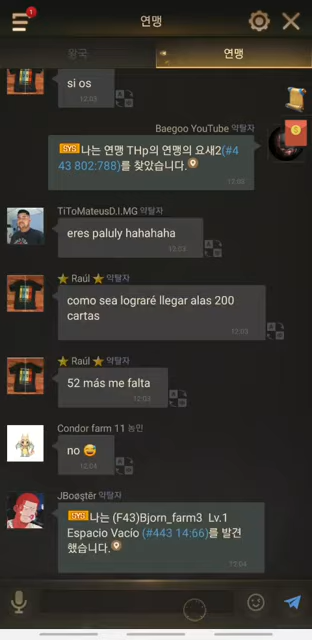 1
연맹
왕국
연맹
si os
12:03
Baegoo YouTube 약탈자
SYS 나는 연맹 THp의 연맹의 요새2(#4
43 802:788)를 찾았습니다.
12:03
TiToMateusD.I.MG 약탈자
eres paluly hahahaha
12:03
Raúl 약탈자
como sea lograré llegar alas 200
cartas
12:03
Raúl 약탈자
52 más me falta
12:03
Condor farm 11 농민
no
12:04
JBoøstêr 약탈자
SYS 나는 (F43)Bjorn_farm3 Lv.1
Espacio Vacío (#443 14:66)를 발견
했습니다.
12:04